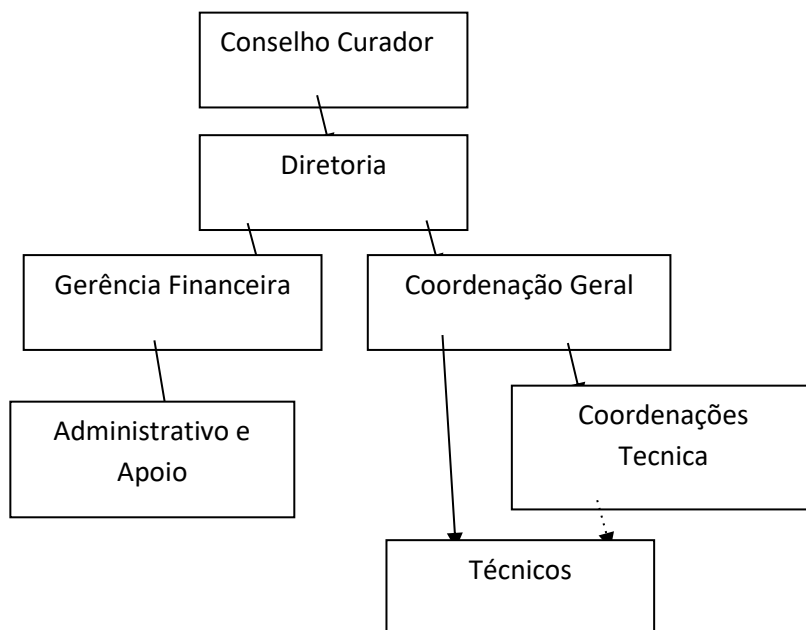 Conselho Curador
Diretoria
Gerência Financeira
Coordenação Geral
Administrativo e
Apoio
Coordenações
Tecnica
Técnicos